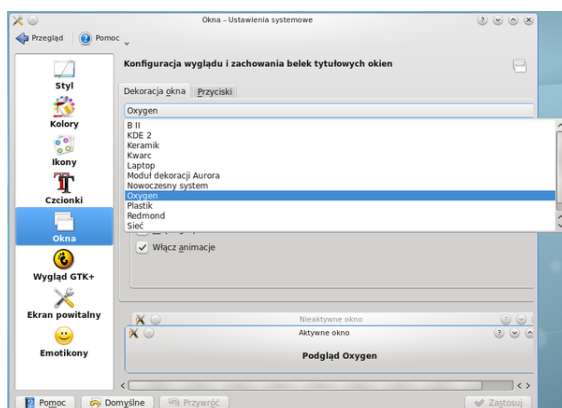 Okna – Ustawienia systemowe
Przegląd
Pomoc
Konfiguracja wyglądu i zachowania belek tytułowych okien
Styl
Kolory
Ikony
Czcionki
Okna
Wygląd GTK+
Ekran powitalny
Emotikony
Dekoracja okna
Przyciski
Oxygen
B II
KDE 2
Keramik
Kwarc
Laptop
Moduł dekoracji Aurora
Nowoczesny system
Oxygen
Plastik
Redmond
Sieć
Włącz animacje
Nieaktywne okno
Aktywne okno
Podgląd Oxygen
Pomoc
Domyślne
Przywróć
Zastosuj